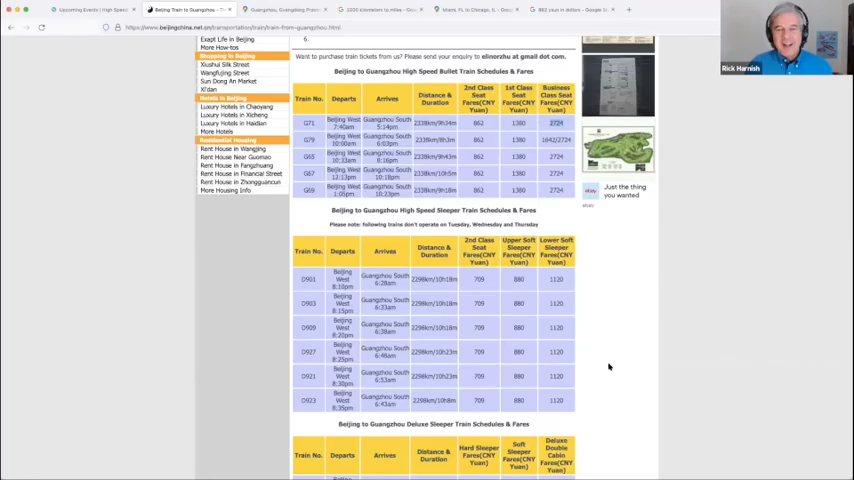 Upcoming Events | High Speed
Beijing Train to Guangzhou - T
Guangzhou, Guangdong Provin
2200 kilometers to miles - Goo
Miami, FL to Chicago, IL - Goog
862 yuan in dollars - Google S
https://www.beijingchina.net.cn/transportation/train/train-from-guangzhou.html
Exapt Life in Beijing
More How-tos
Shopping in Beijing
Xiushui Silk Street
Wangfujing Street
Sun Dong An Market
Xi'dan
Hotels in Beijing
Luxury Hotels in Chaoyang
Luxury Hotels in Xicheng
Luxury Hotels in Haidian
More Hotels
Residential Housing
Rent House in Wangjing
Rent House Near Guomao
Rent House in Fangzhuang
Rent House in Financial Street
Rent House in Zhongguancun
More Housing Info
6.
Want to purchase train tickets from us? Please send your enquiry to elinorzhu at gmail dot com.
Beijing to Guangzhou High Speed Bullet Train Schedules & Fares
Train No. Departs Arrives Distance & Duration 2nd Class Seat Fares(CNY Yuan) 1st Class Seat Fares(CNY Yuan) Business Class Seat Fares(CNY Yuan)
G71 Beijing West 7:40am Guangzhou South 5:14pm 2338km/9h34m 862 1380 2724
G79 Beijing West 10:00am Guangzhou South 6:03pm 2338km/8h3m 862 1380 1642/2724
G65 Beijing West 10:33am Guangzhou South 8:16pm 2338km/9h43m 862 1380 2724
G67 Beijing West 12:13pm Guangzhou South 10:18pm 2338km/10h5m 862 1380 2724
G69 Beijing West 1:05pm Guangzhou South 10:23pm 2338km/9h18m 862 1380 2724
Beijing to Guangzhou High Speed Sleeper Train Schedules & Fares
Please note: following trains don't operate on Tuesday, Wednesday and Thursday
Train No. Departs Arrives Distance & Duration 2nd Class Seat Fares(CNY Yuan) Upper Soft Sleeper Fares(CNY Yuan) Lower Soft Sleeper Fares(CNY Yuan)
D901 Beijing West 8:10pm Guangzhou South 6:28am 2298km/10h18m 709 880 1120
D903 Beijing West 8:15pm Guangzhou South 6:33am 2298km/10h18m 709 880 1120
D909 Beijing West 8:20pm Guangzhou South 6:38am 2298km/10h18m 709 880 1120
D927 Beijing West 8:25pm Guangzhou South 6:48am 2298km/10h23m 709 880 1120
D921 Beijing West 8:30pm Guangzhou South 6:53am 2298km/10h23m 709 880 1120
D923 Beijing West 8:35pm Guangzhou South 6:43am 2298km/10h8m 709 880 1120
Beijing to Guangzhou Deluxe Sleeper Train Schedules & Fares
Train No. Departs Arrives Distance & Duration Hard Sleeper Fares(CNY Yuan) Soft Sleeper Fares(CNY Yuan) Deluxe Double Cabin Fares(CNY Yuan)
ebay
Just the thing you wanted
ebay
Rick Harnish